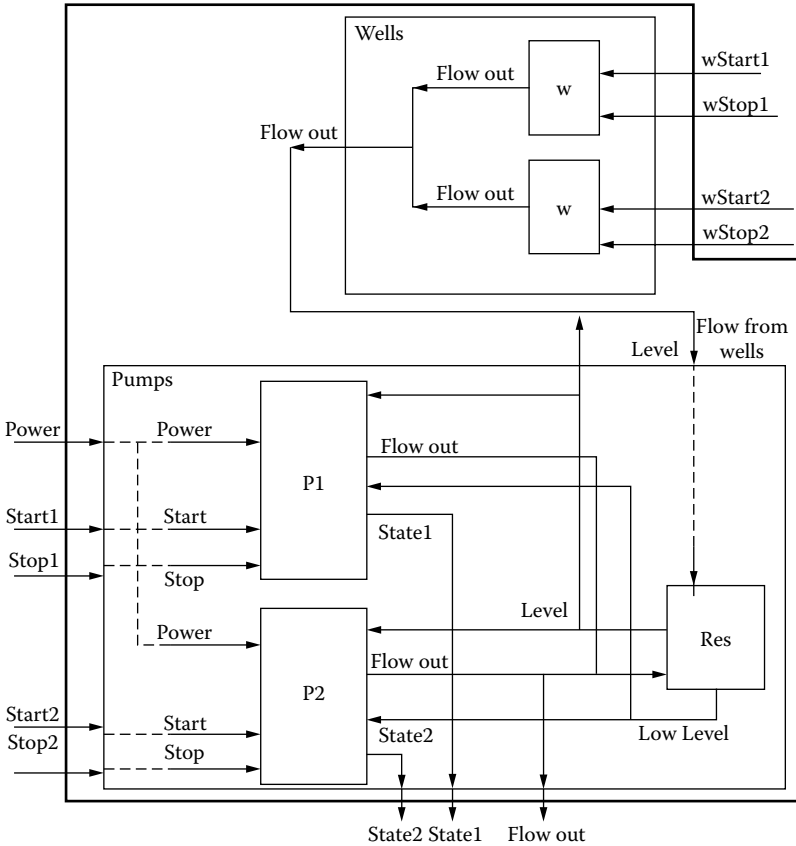 Wells
Flow out
w
wStart1
wStop1
Flow out
Flow out
w
wStart2
wStop2
Flow from
wells
Level
Pumps
Power
Power
Flow out
P1
Start1
Start
State1
Stop1
Stop
Level
Res
Power
Flow out
P2
Start2
Start
State2
Low Level
Stop2
Stop
State2
State1
Flow out